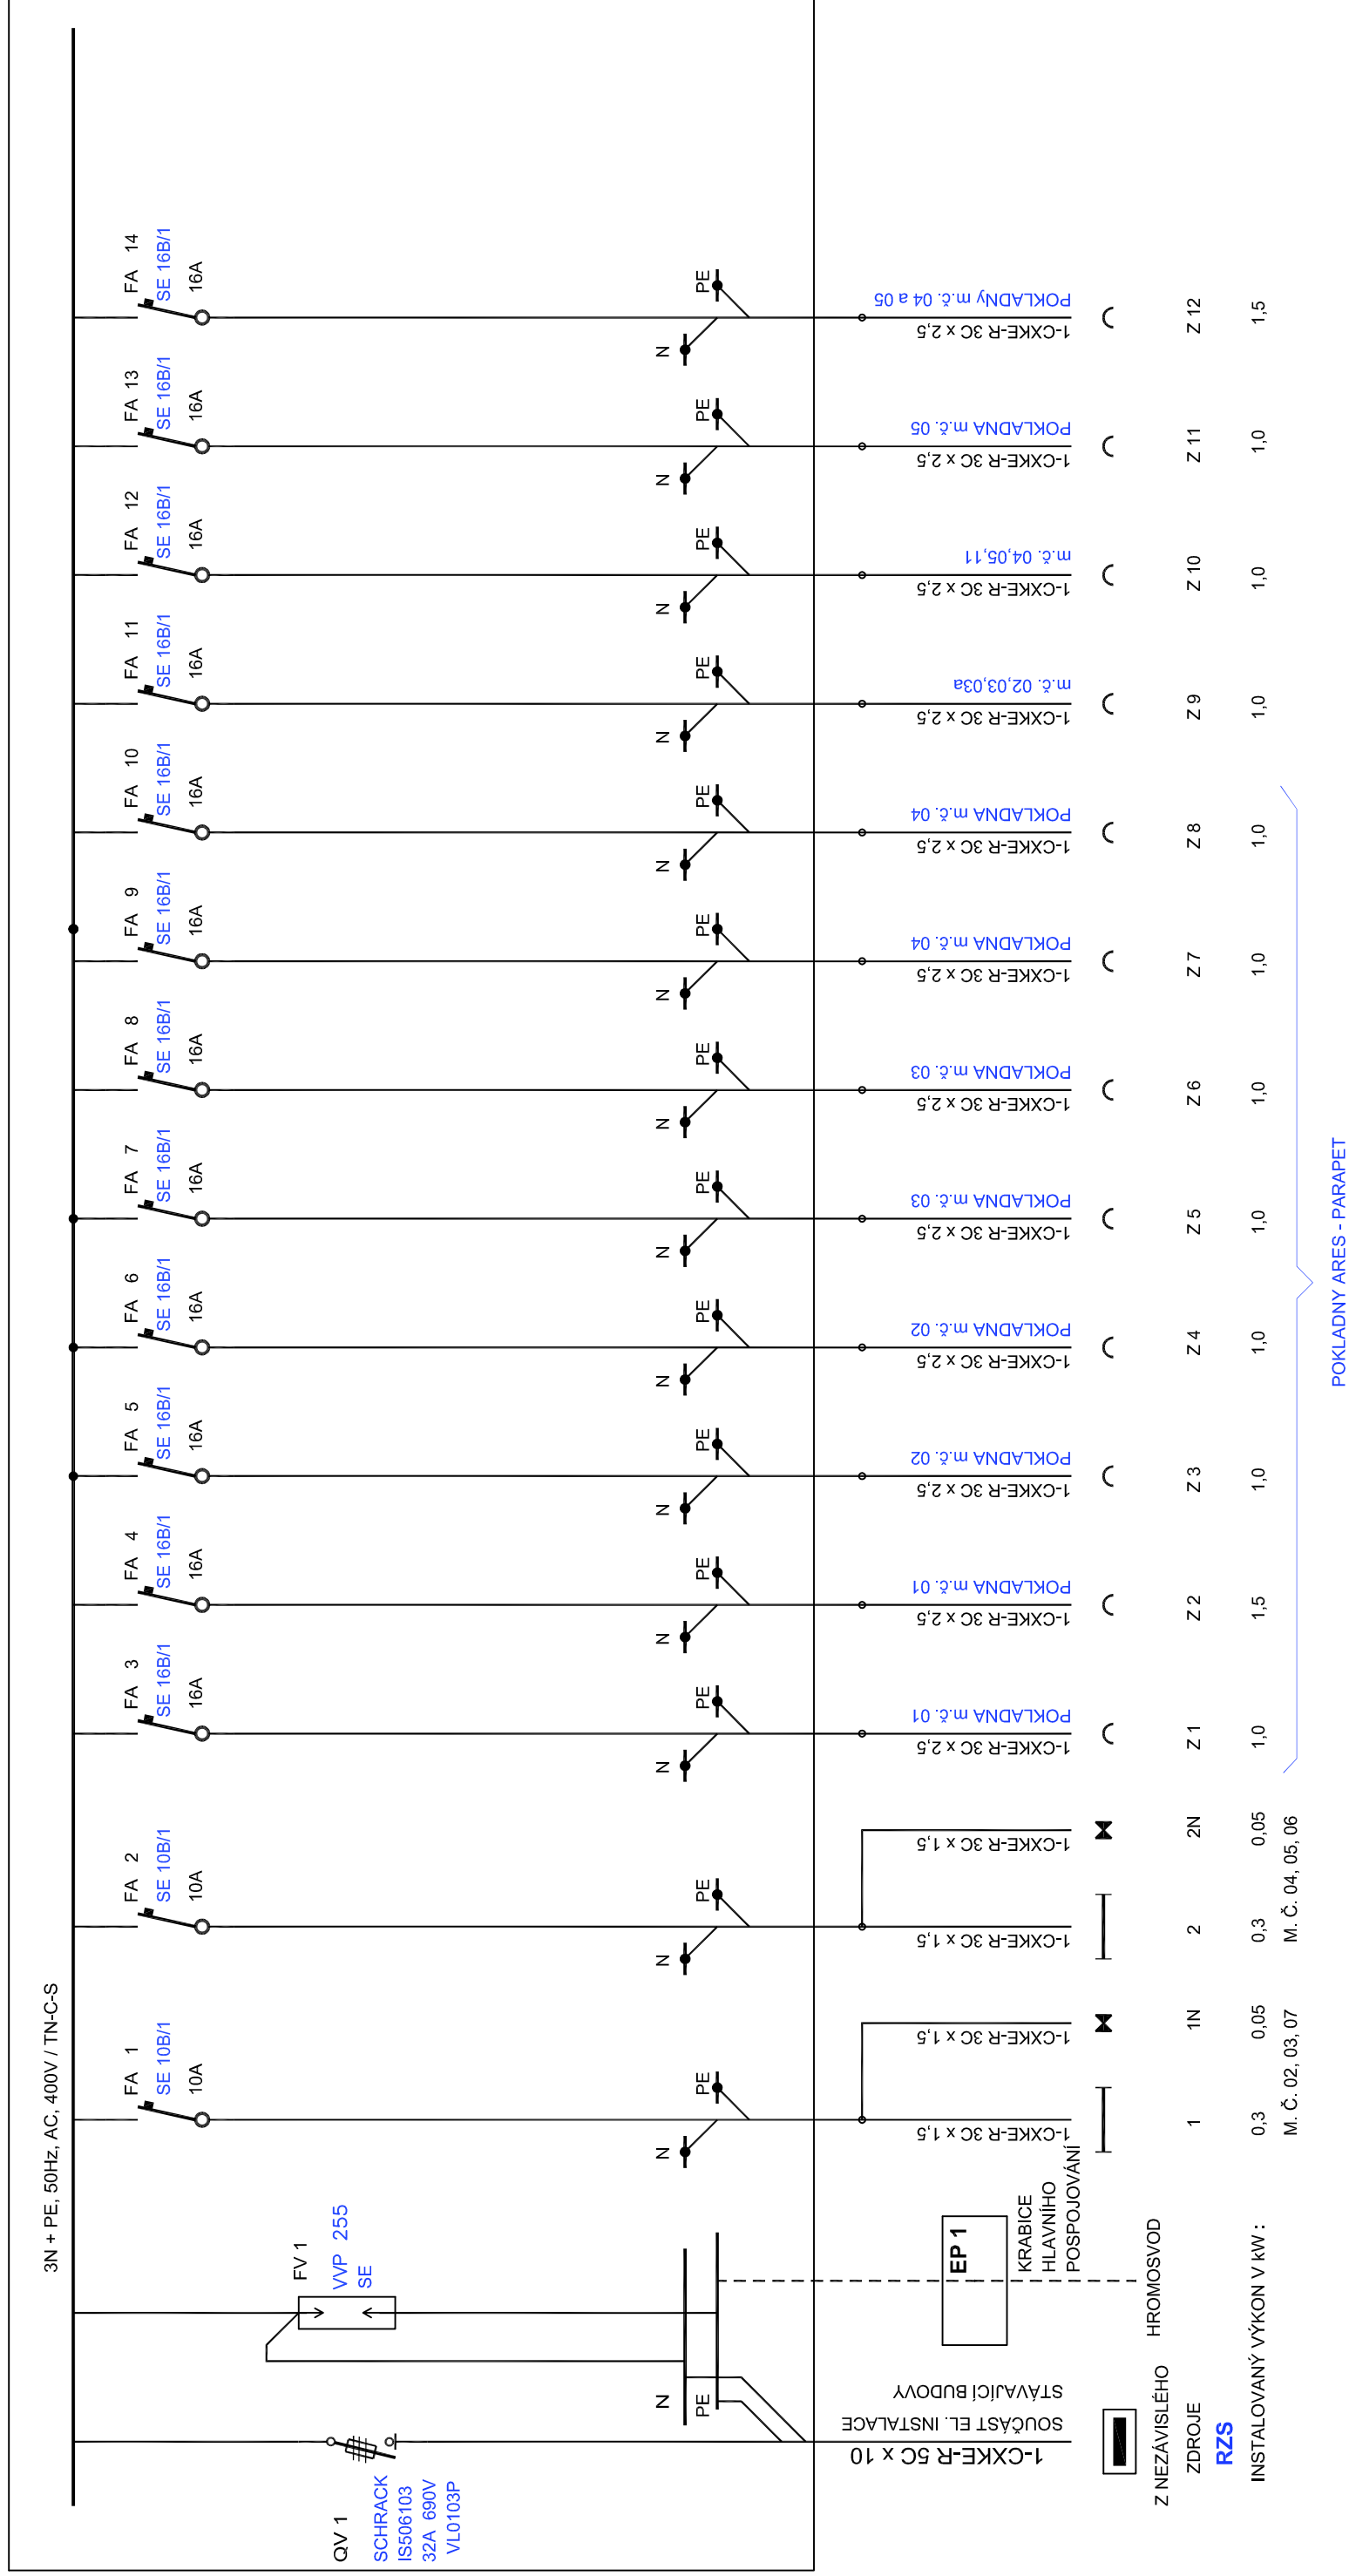 3N + PE, 50Hz, AC, 400V / TN-C-S
QV 1
SCHRACK
IS506103
32A 690V
VL0103P
FV 1
VVP 255
SE
N
PE
1-CXKE-R 5C x 10
SOUČÁST EL. INSTALACE
STÁVAJÍCÍ BUDOVY
Z NEZÁVISLÉHO
ZDROJE
RZS
EP 1
KRABICE
HLAVNÍHO
POSPOJOVÁNÍ
HROMOSVOD
INSTALOVANÝ VÝKON V kW :
FA 1
SE 10B/1
10A
N
PE
1-CXKE-R 3C x 1,5
1-CXKE-R 3C x 1,5
1
1N
0,3
0,05
M. Č. 02, 03, 07
FA 2
SE 10B/1
10A
N
PE
1-CXKE-R 3C x 1,5
1-CXKE-R 3C x 1,5
2
2N
0,3
0,05
M. Č. 04, 05, 06
FA 3
SE 16B/1
16A
N
PE
1-CXKE-R 3C x 2,5
POKLADNA m.č. 01
Z 1
1,0
FA 4
SE 16B/1
16A
N
PE
1-CXKE-R 3C x 2,5
POKLADNA m.č. 01
Z 2
1,5
FA 5
SE 16B/1
16A
N
PE
1-CXKE-R 3C x 2,5
POKLADNA m.č. 02
Z 3
1,0
FA 6
SE 16B/1
16A
N
PE
1-CXKE-R 3C x 2,5
POKLADNA m.č. 02
Z 4
1,0
FA 7
SE 16B/1
16A
N
PE
1-CXKE-R 3C x 2,5
POKLADNA m.č. 03
Z 5
1,0
FA 8
SE 16B/1
16A
N
PE
1-CXKE-R 3C x 2,5
POKLADNA m.č. 03
Z 6
1,0
FA 9
SE 16B/1
16A
N
PE
1-CXKE-R 3C x 2,5
POKLADNA m.č. 04
Z 7
1,0
FA 10
SE 16B/1
16A
N
PE
1-CXKE-R 3C x 2,5
POKLADNA m.č. 04
Z 8
1,0
POKLADNY ARES - PARAPET
FA 11
SE 16B/1
16A
N
PE
1-CXKE-R 3C x 2,5
m.č. 02,03,03a
Z 9
1,0
FA 12
SE 16B/1
16A
N
PE
1-CXKE-R 3C x 2,5
m.č. 04,05,11
Z 10
1,0
FA 13
SE 16B/1
16A
N
PE
1-CXKE-R 3C x 2,5
POKLADNA m.č. 05
Z 11
1,0
FA 14
SE 16B/1
16A
N
PE
1-CXKE-R 3C x 2,5
POKLADNy m.č. 04 a 05
Z 12
1,5